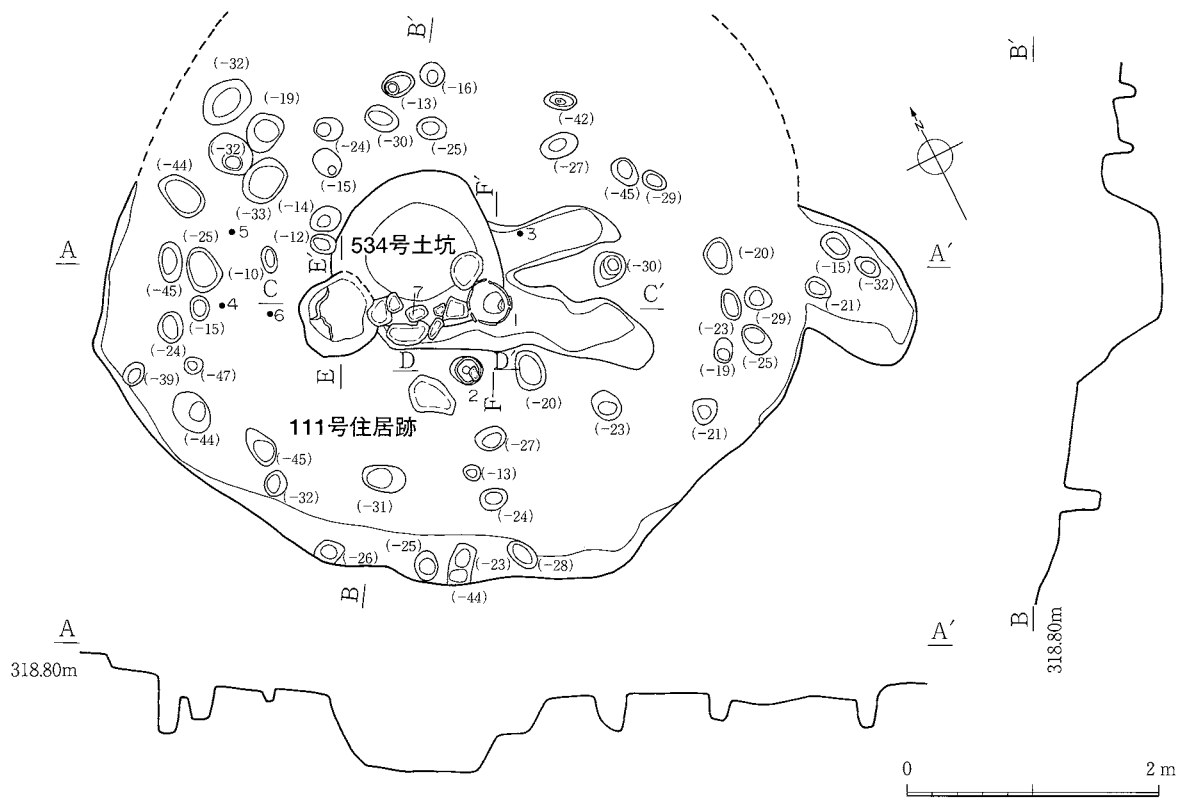 B′
(-32)
(-19)
(-16)
(-13)
(-42)
(-30)
(-24)
(-25)
(-32)
(-27)
(-44)
(-15)
(-45)
(-29)
(-33)
(-14)
F′
N
3
5
(-12)
534号土坑
(-25)
(-20)
(-15)
A
(-10)
E′
(-30)
(-32)
A′
(-45)
C
C′
(-21)
4
6
7
(-15)
1
(-23)
(-29)
(-24)
(-25)
(-19)
(-47)
D
D′
(-39)
E
2
F
(-20)
(-44)
111号住居跡
(-23)
(-21)
(-27)
(-45)
(-13)
(-32)
(-31)
(-24)
(-26)
(-25)
(-23)
(-28)
(-44)
B
B′
B
318.80m
A
A′
318.80m
0
2 m